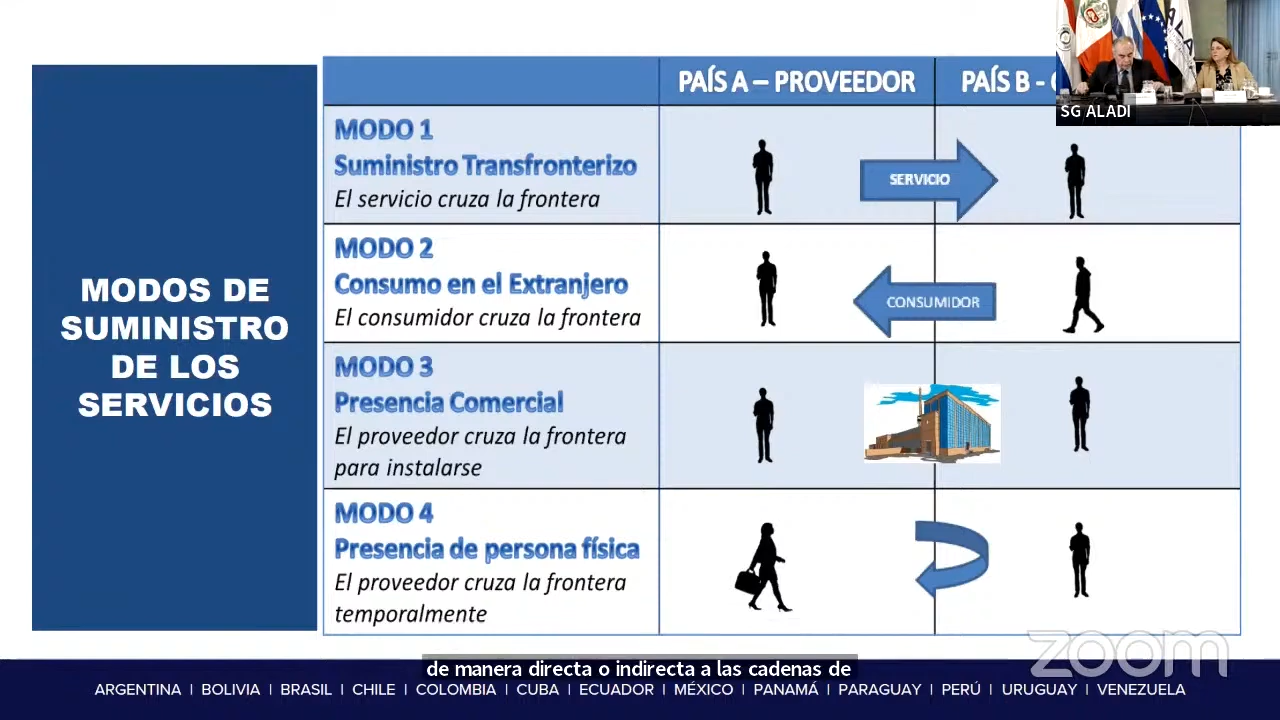 MODOS DE
SUMINISTRO
DE LOS
SERVICIOS
PAÍS A – PROVEEDOR
PAÍS B -
SG ALADI
MODO 1
Suministro Transfronterizo
El servicio cruza la frontera
SERVICIO
MODO 2
Consumo en el Extranjero
El consumidor cruza la frontera
CONSUMIDOR
MODO 3
Presencia Comercial
El proveedor cruza la frontera
para instalarse
MODO 4
Presencia de persona física
El proveedor cruza la frontera
temporalmente
zoom
de manera directa o indirecta a las cadenas de
ARGENTINA | BOLIVIA | BRASIL | CHILE | COLOMBIA | CUBA | ECUADOR | MÉXICO | PANAMÁ | PARAGUAY | PERÚ | URUGUAY | VENEZUELA